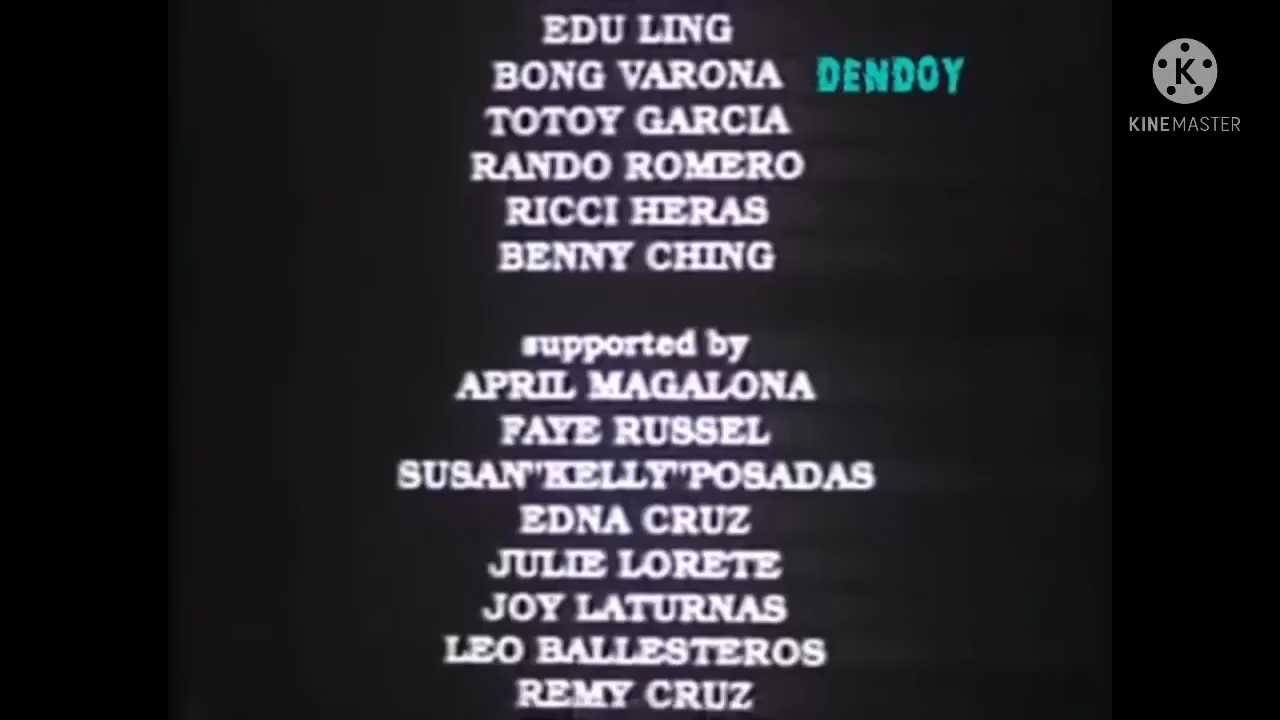 EDU LING
BONG VARONA DENDOY
TOTOY GARCIA
RANDO ROMERO
RICCI HERAS
BENNY CHING
supported by
APRIL MAGALONA
FAYE RUSSEL
SUSAN"KELLY"POSADAS
EDNA CRUZ
JULIE LORETE
JOY LATURNAS
LEO BALLESTEROS
REMY CRUZ
K
KINEMASTER